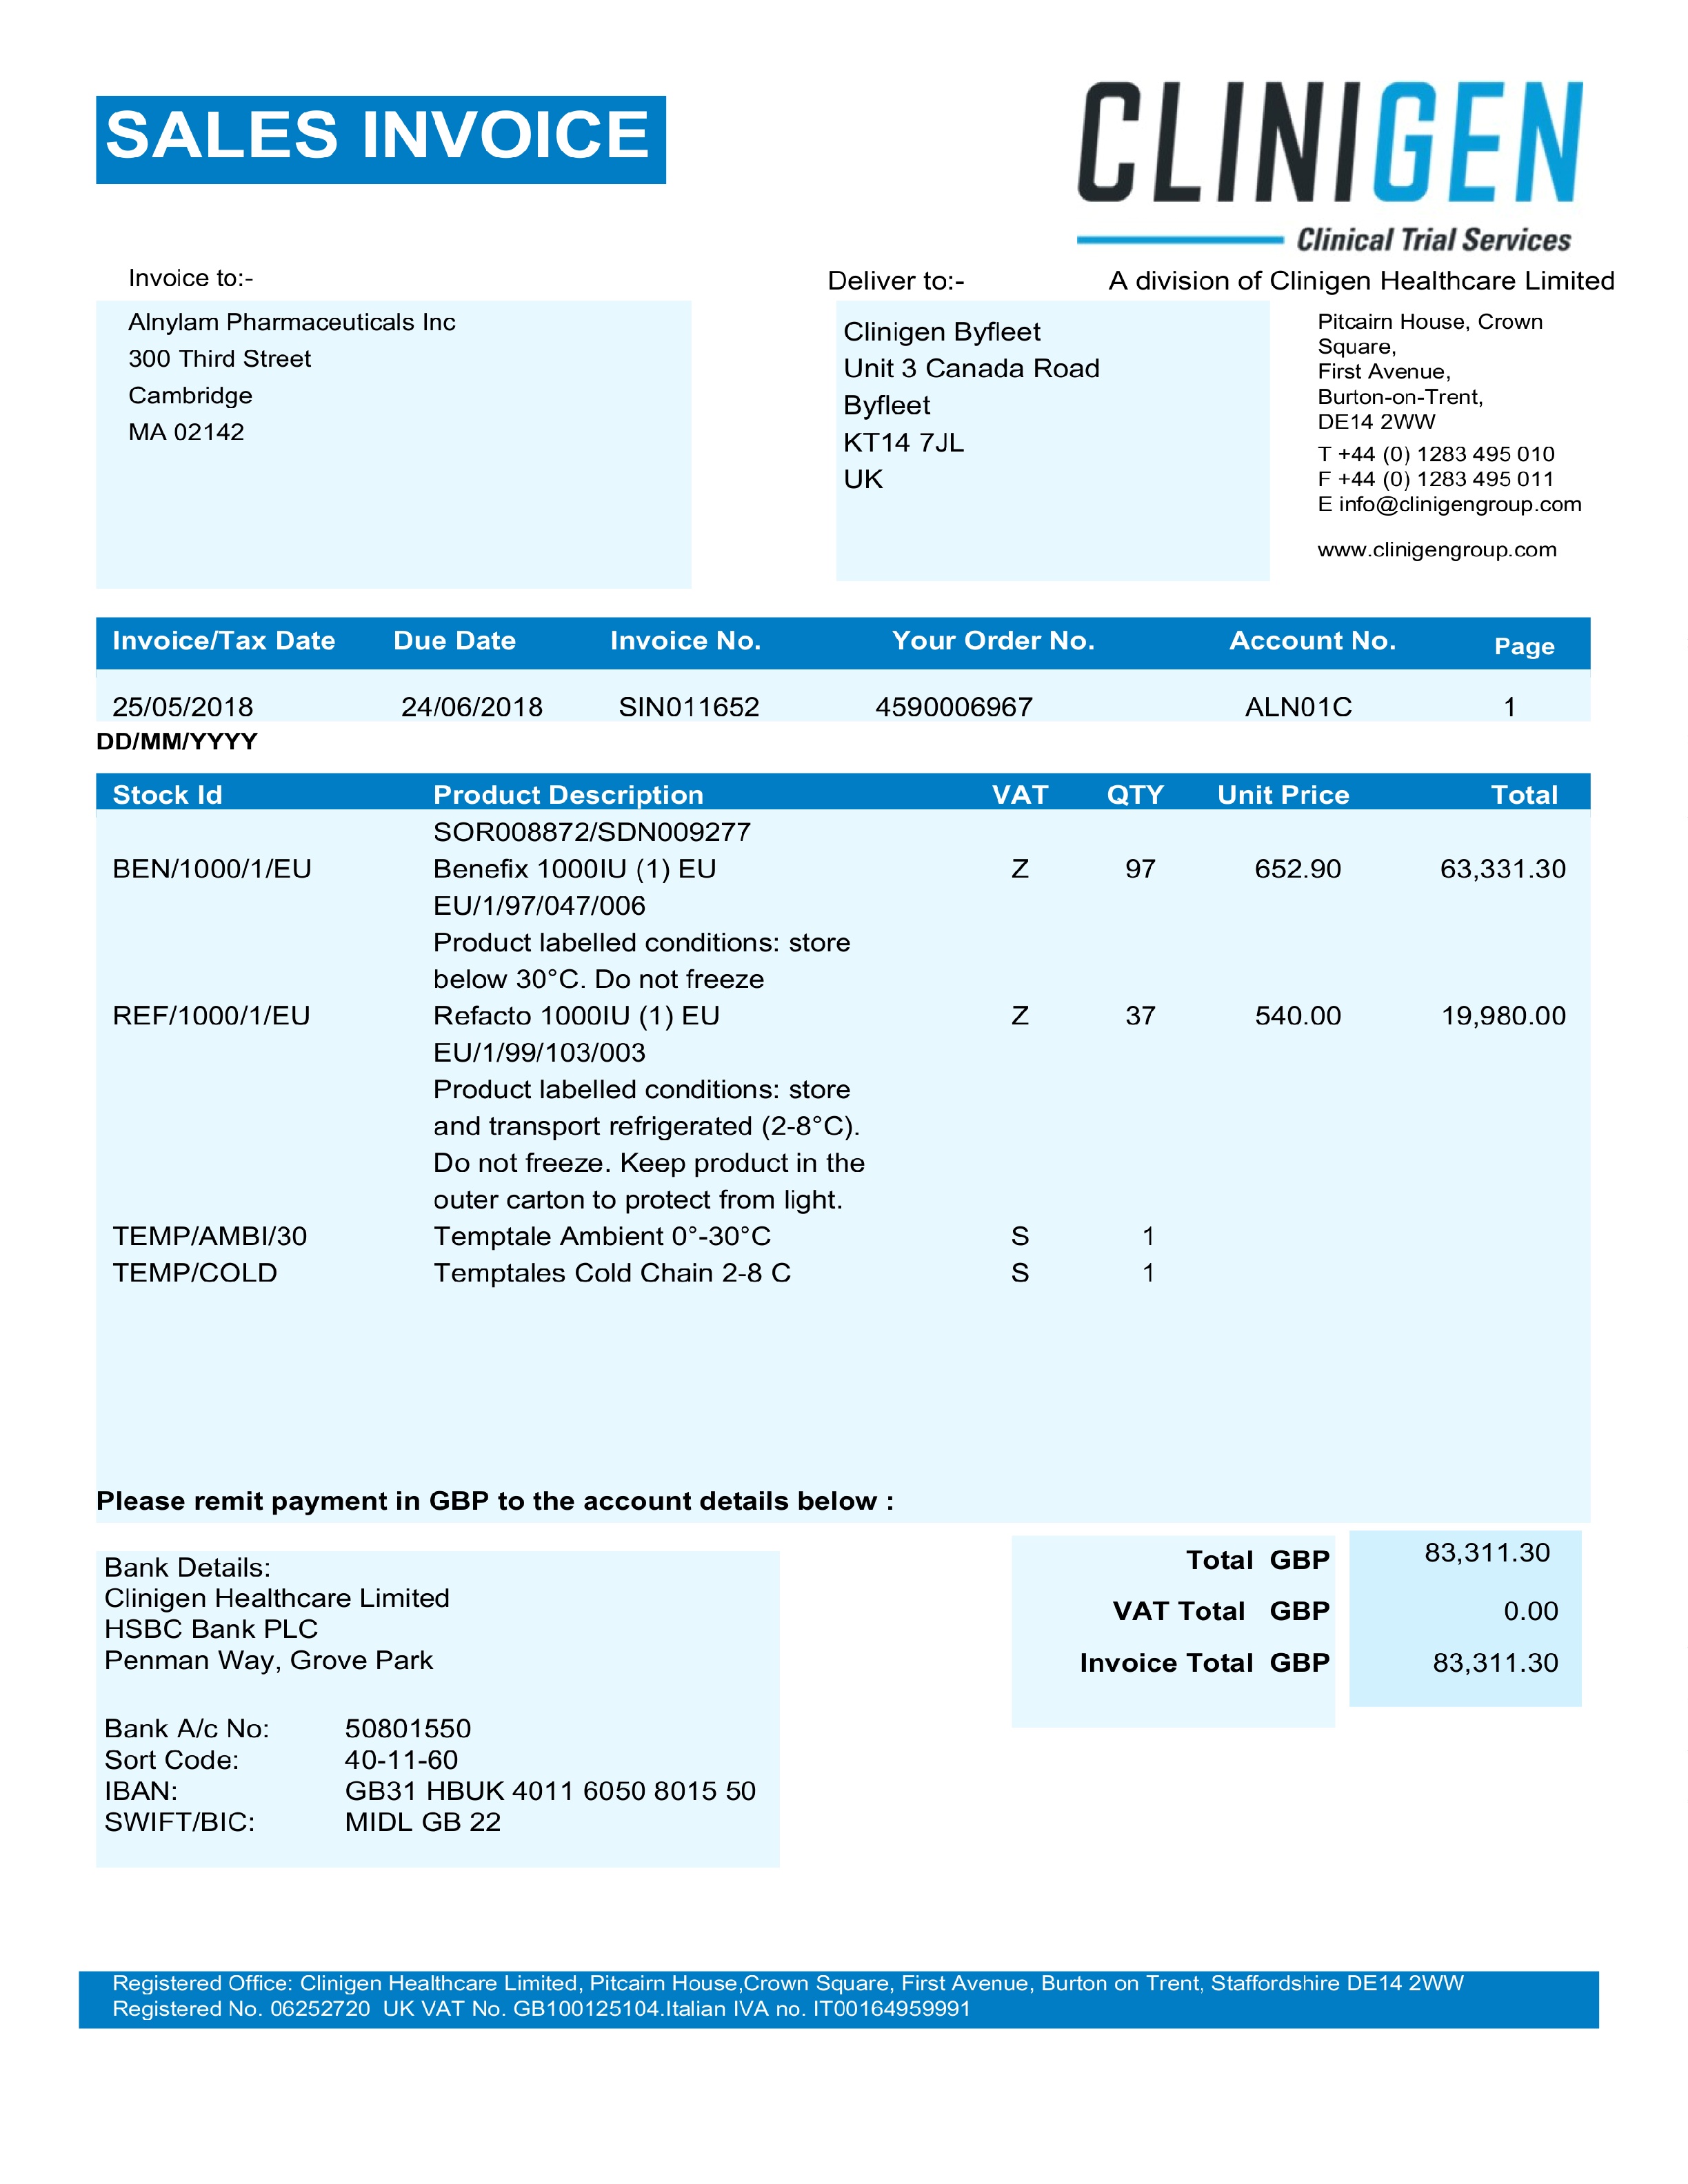 SALES INVOICE
CLINIGEN
Clinical Trial Services
Invoice to:-
Deliver to:-
A division of Clinigen Healthcare Limited
Alnylam Pharmaceuticals Inc
300 Third Street
Cambridge
MA 02142
Clinigen Byfleet
Unit 3 Canada Road
Byfleet
KT14 7JL
UK
Pitcairn House, Crown
Square,
First Avenue,
Burton-on-Trent,
DE14 2WW
T +44 (0) 1283 495 010
F +44 (0) 1283 495 011
E info@clinigengroup.com
www.clinigengroup.com
Invoice/Tax Date Due Date Invoice No. Your Order No. Account No. Page
25/05/2018 24/06/2018 SIN011652 4590006967 ALN01C 1
DD/MM/YYYY
Stock Id Product Description VAT QTY Unit Price Total
SOR008872/SDN009277
BEN/1000/1/EU Benefix 1000IU (1) EU Z 97 652.90 63,331.30
EU/1/97/047/006
Product labelled conditions: store
below 30°C. Do not freeze
REF/1000/1/EU Refacto 1000IU (1) EU Z 37 540.00 19,980.00
EU/1/99/103/003
Product labelled conditions: store
and transport refrigerated (2-8°C).
Do not freeze. Keep product in the
outer carton to protect from light.
TEMP/AMBI/30 Temptale Ambient 0°-30°C S 1
TEMP/COLD Temptales Cold Chain 2-8 C S 1
Please remit payment in GBP to the account details below :
Bank Details:
Clinigen Healthcare Limited
HSBC Bank PLC
Penman Way, Grove Park
Bank A/c No: 50801550
Sort Code: 40-11-60
IBAN: GB31 HBUK 4011 6050 8015 50
SWIFT/BIC: MIDL GB 22
Total GBP 83,311.30
VAT Total GBP 0.00
Invoice Total GBP 83,311.30
Registered Office: Clinigen Healthcare Limited, Pitcairn House,Crown Square, First Avenue, Burton on Trent, Staffordshire DE14 2WW
Registered No. 06252720 UK VAT No. GB100125104.Italian IVA no. IT00164959991